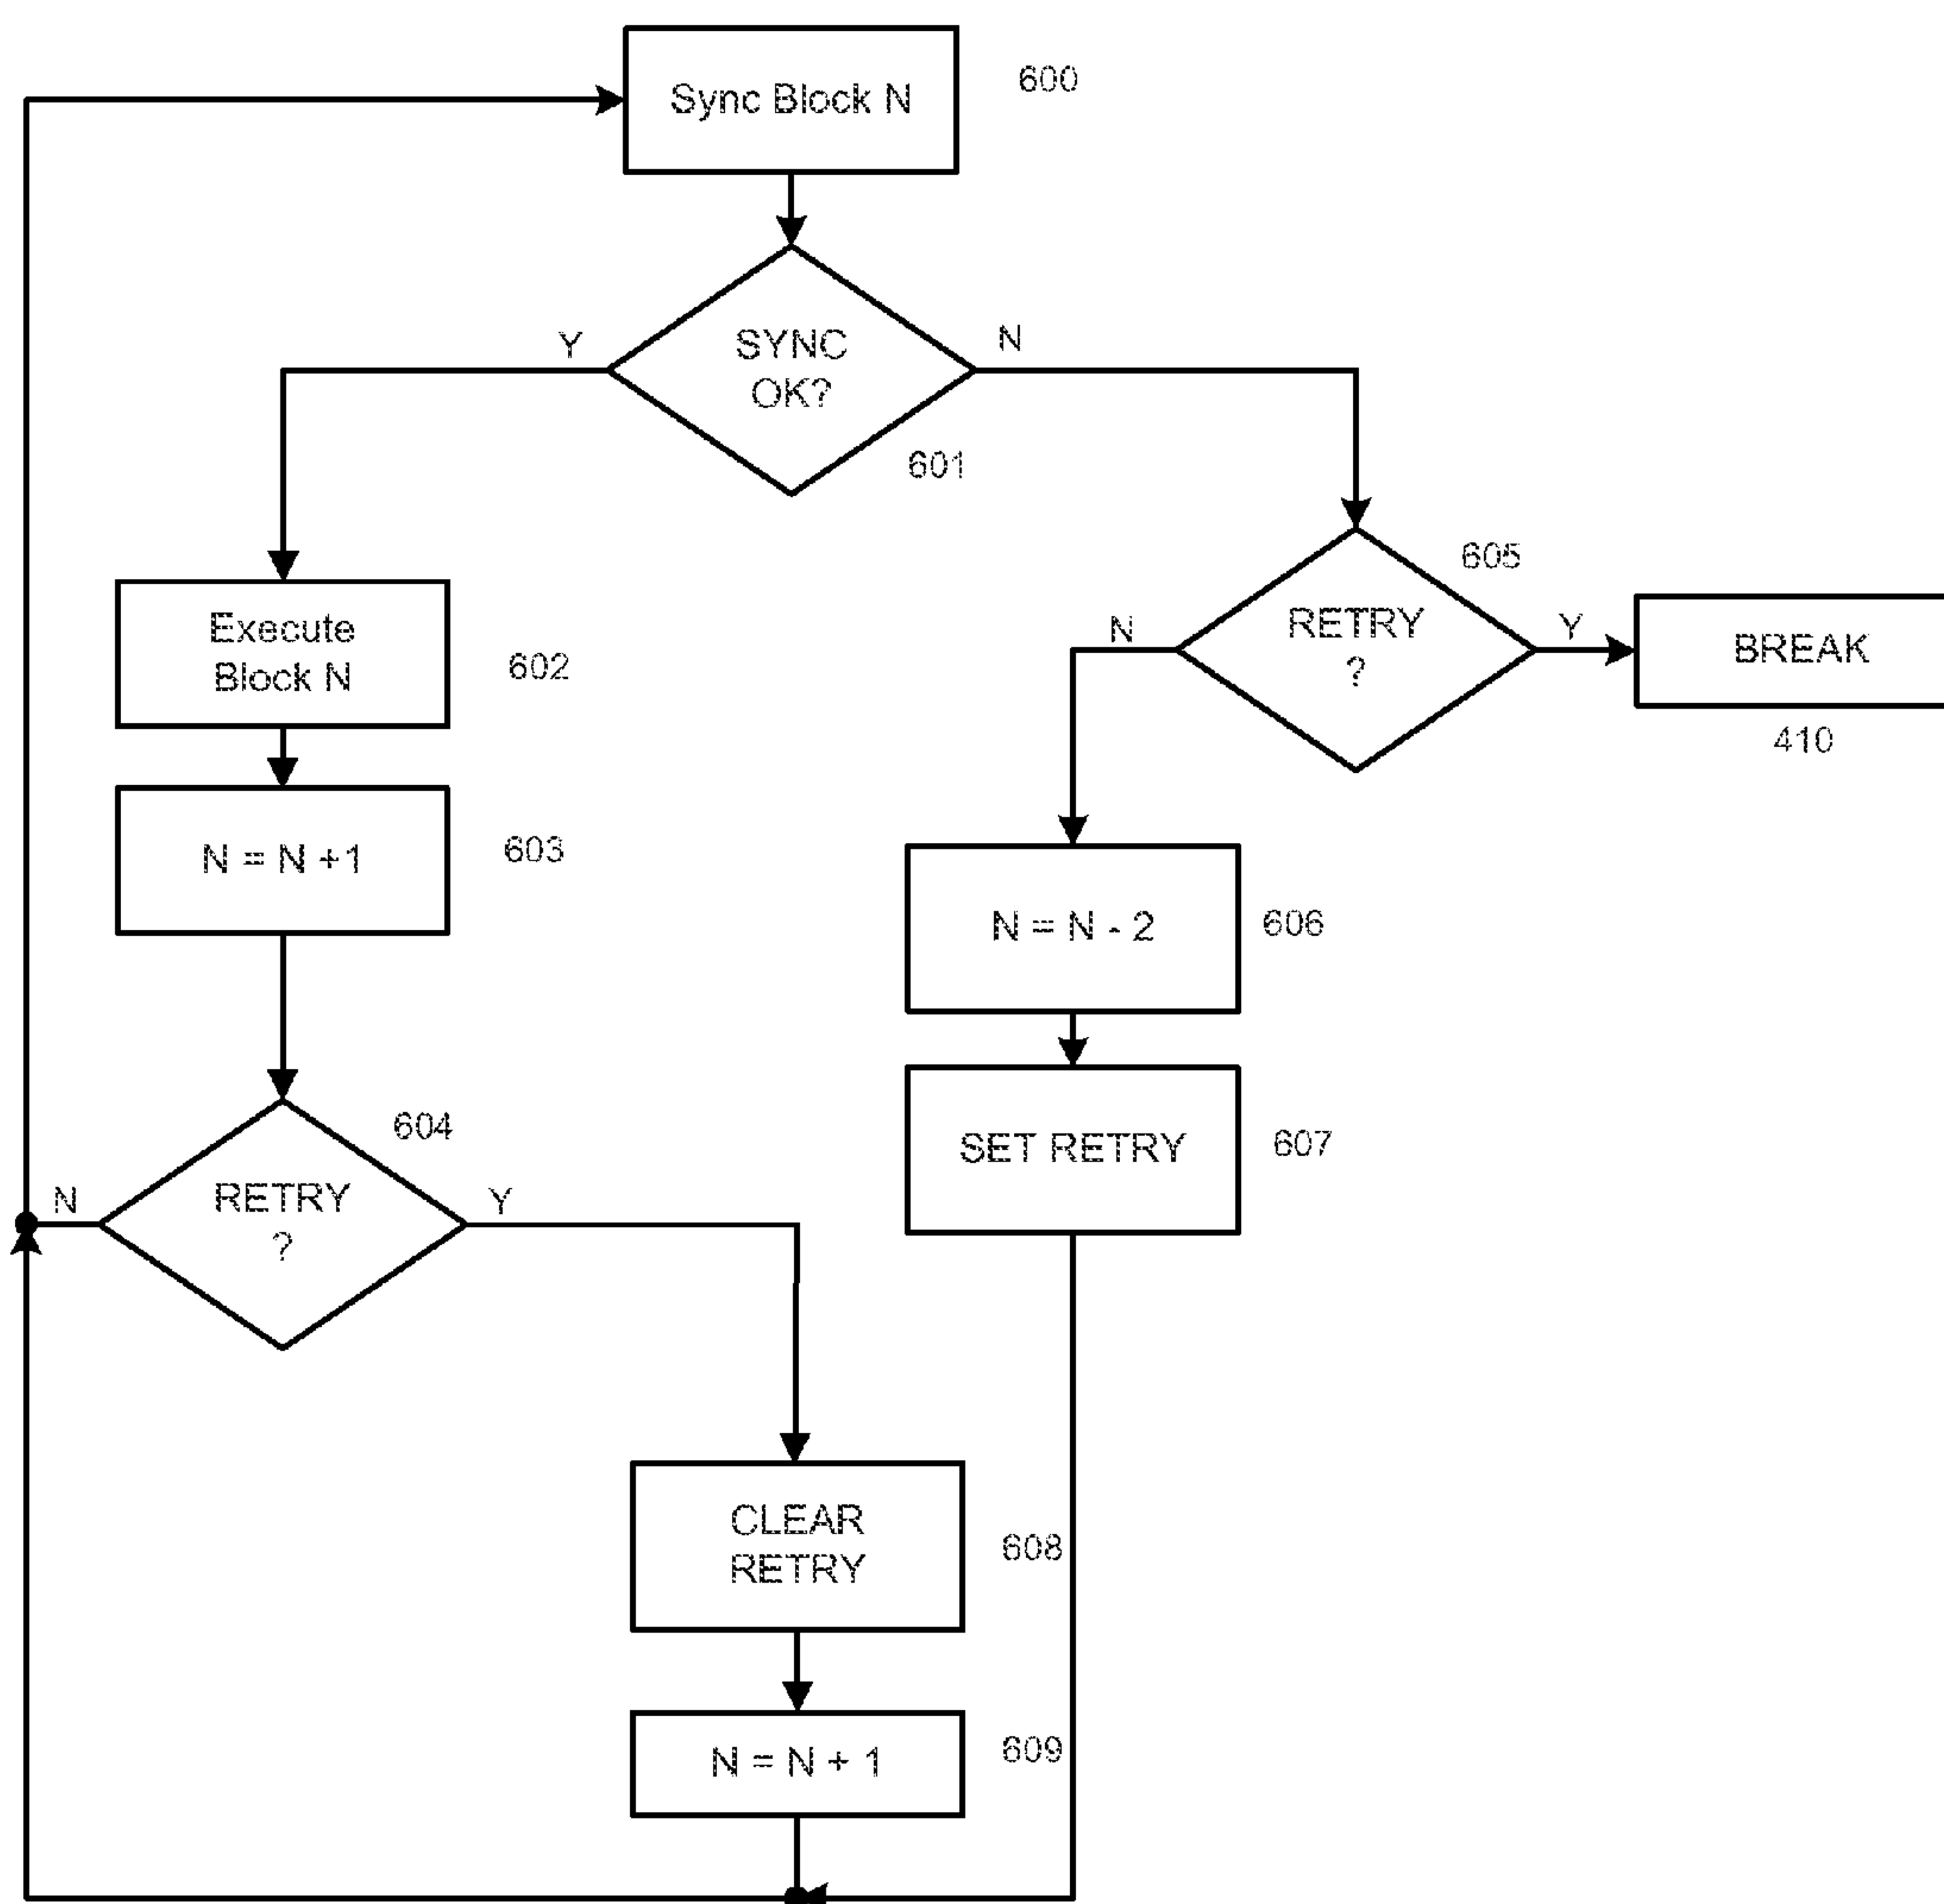 Sync Block N
600
Y
SYNC
OK?
N
601
605
Execute
Block N
602
N
RETRY
?
Y
BREAK
410
N = N +1
603
N = N - 2
606
604
SET RETRY
607
N
RETRY
?
Y
CLEAR
RETRY
608
N = N + 1
609